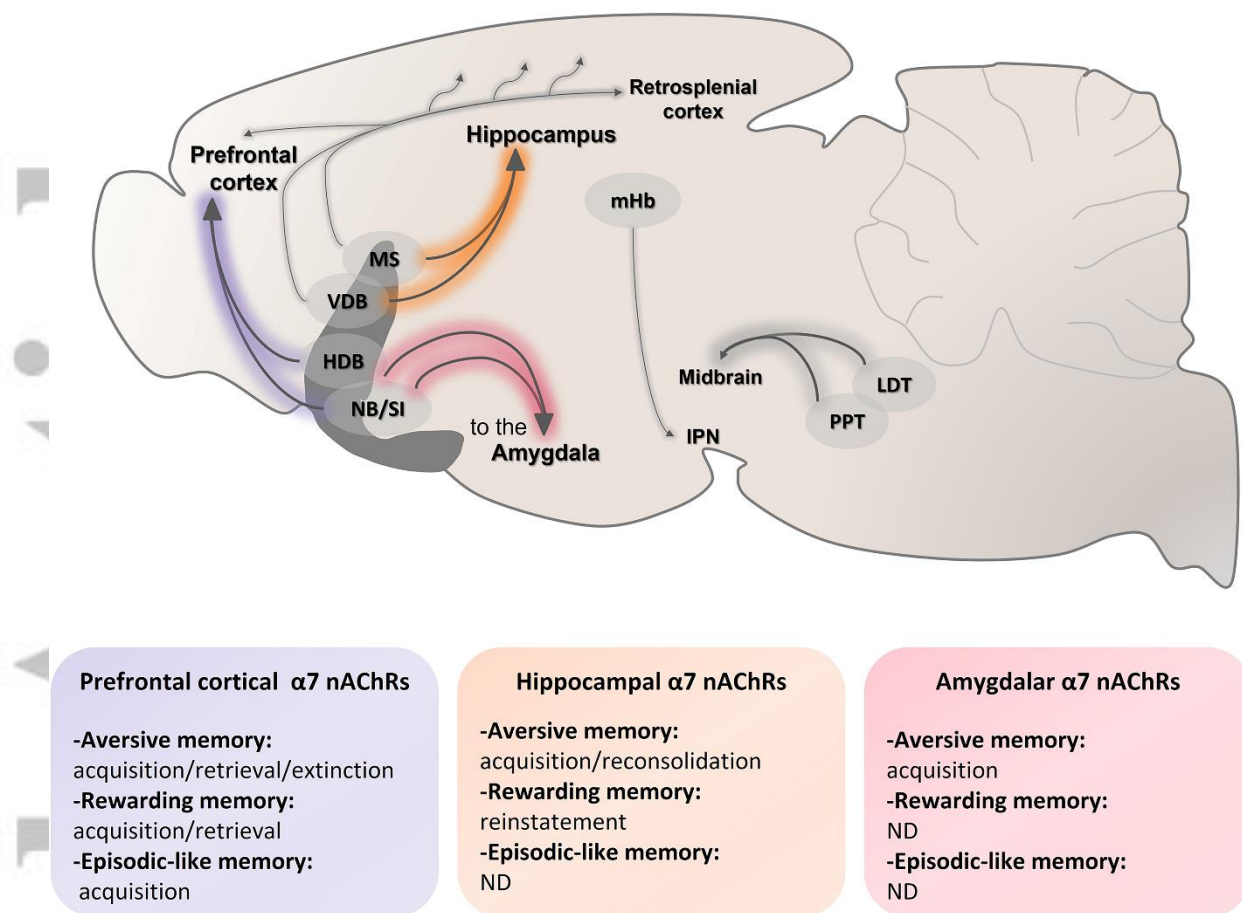 Retrosplenial
cortex
Hippocampus
Prefrontal
cortex
mHb
MS
VDB
HDB
NB/SI
Midbrain
LDT
PPT
to the
Amygdala
IPN
Prefrontal cortical α7 nAChRs
-Aversive memory:
acquisition/retrieval/extinction
-Rewarding memory:
acquisition/retrieval
-Episodic-like memory:
acquisition
Hippocampal α7 nAChRs
-Aversive memory:
acquisition/reconsolidation
-Rewarding memory:
reinstatement
-Episodic-like memory:
ND
Amygdalar α7 nAChRs
-Aversive memory:
acquisition
-Rewarding memory:
ND
-Episodic-like memory:
ND